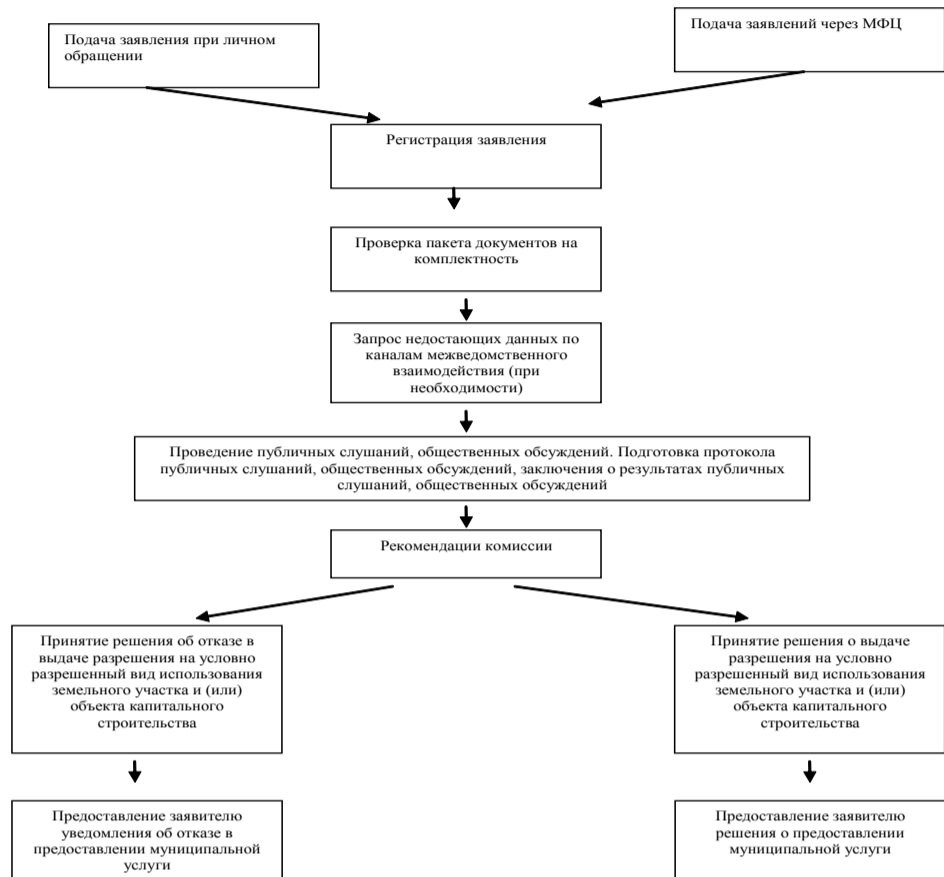 Подача заявления при личном
обращении
Подача заявлений через МФЦ
Регистрация заявления
Проверка пакета документов на
комплектность
Запрос недостающих данных по
каналам межведомственного
взаимодействия (при
необходимости)
Проведение публичных слушаний, общественных обсуждений. Подготовка протокола
публичных слушаний, общественных обсуждений, заключения о результатах публичных
слушаний, общественных обсуждений
Рекомендации комиссии
Принятие решения об отказе в
выдаче разрешения на условно
разрешенный вид использования
земельного участка и (или)
объекта капитального
строительства
Принятие решения о выдаче
разрешения на условно
разрешенный вид использования
земельного участка и (или)
объекта капитального
строительства
Предоставление заявителю
уведомления об отказе в
предоставлении муниципальной
услуги
Предоставление заявителю
решения о предоставлении
муниципальной услуги